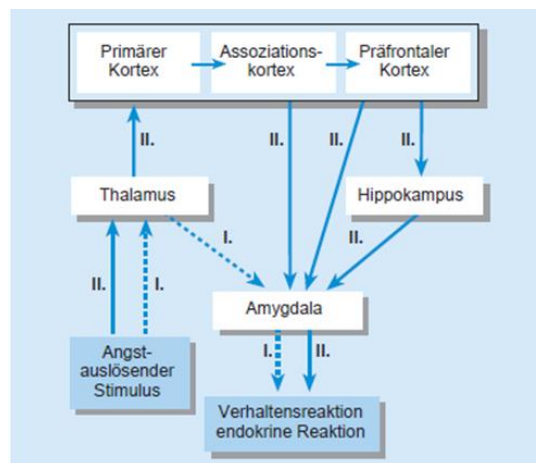 Primärer
Kortex
Assoziations-
kortex
Präfrontaler
Kortex
II.
II.
II.
II.
Thalamus
Hippokampus
I.
II.
II.
I.
Amygdala
I.
II.
Angst-
auslösender
Stimulus
Verhaltensreaktion
endokrine Reaktion